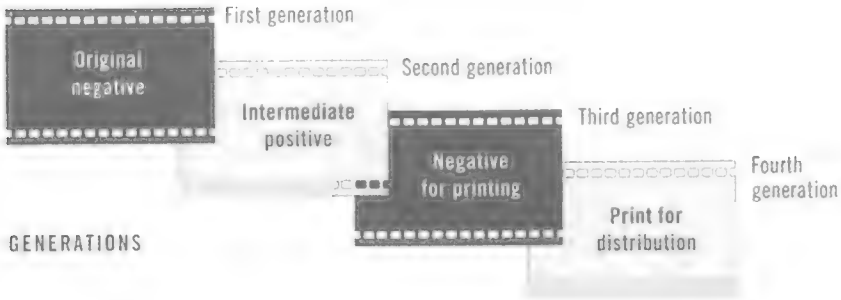 First generation
Original
negative
Second generation
Intermediate
positive
Third generation
Negative
for printing
Fourth
generation
Print for
distribution
GENERATIONS